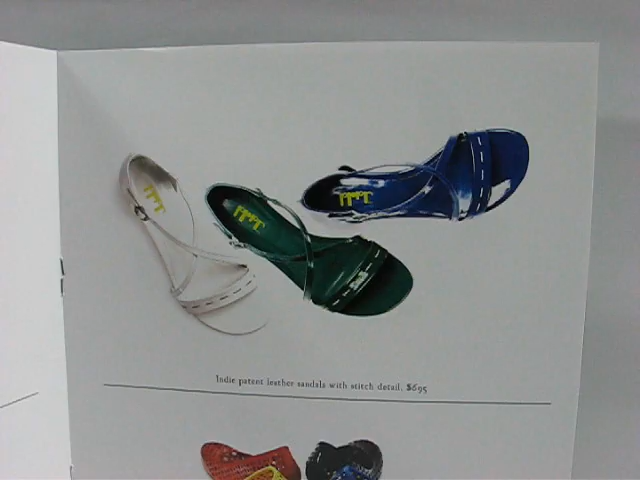 Indie patent leather sandals with stitch detail, $695